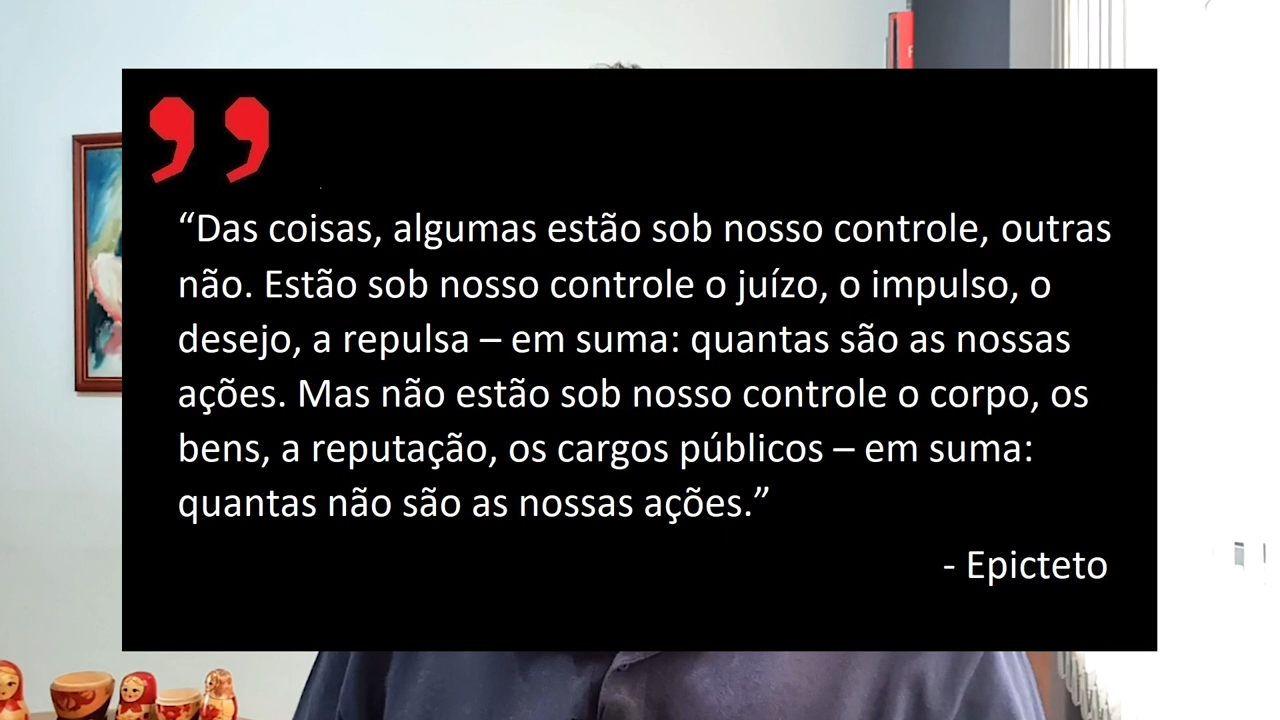 “Das coisas, algumas estão sob nosso controle, outras
não. Estão sob nosso controle o juízo, o impulso, o
desejo, a repulsa – em suma: quantas são as nossas
ações. Mas não estão sob nosso controle o corpo, os
bens, a reputação, os cargos públicos – em suma:
quantas não são as nossas ações.”
- Epicteto